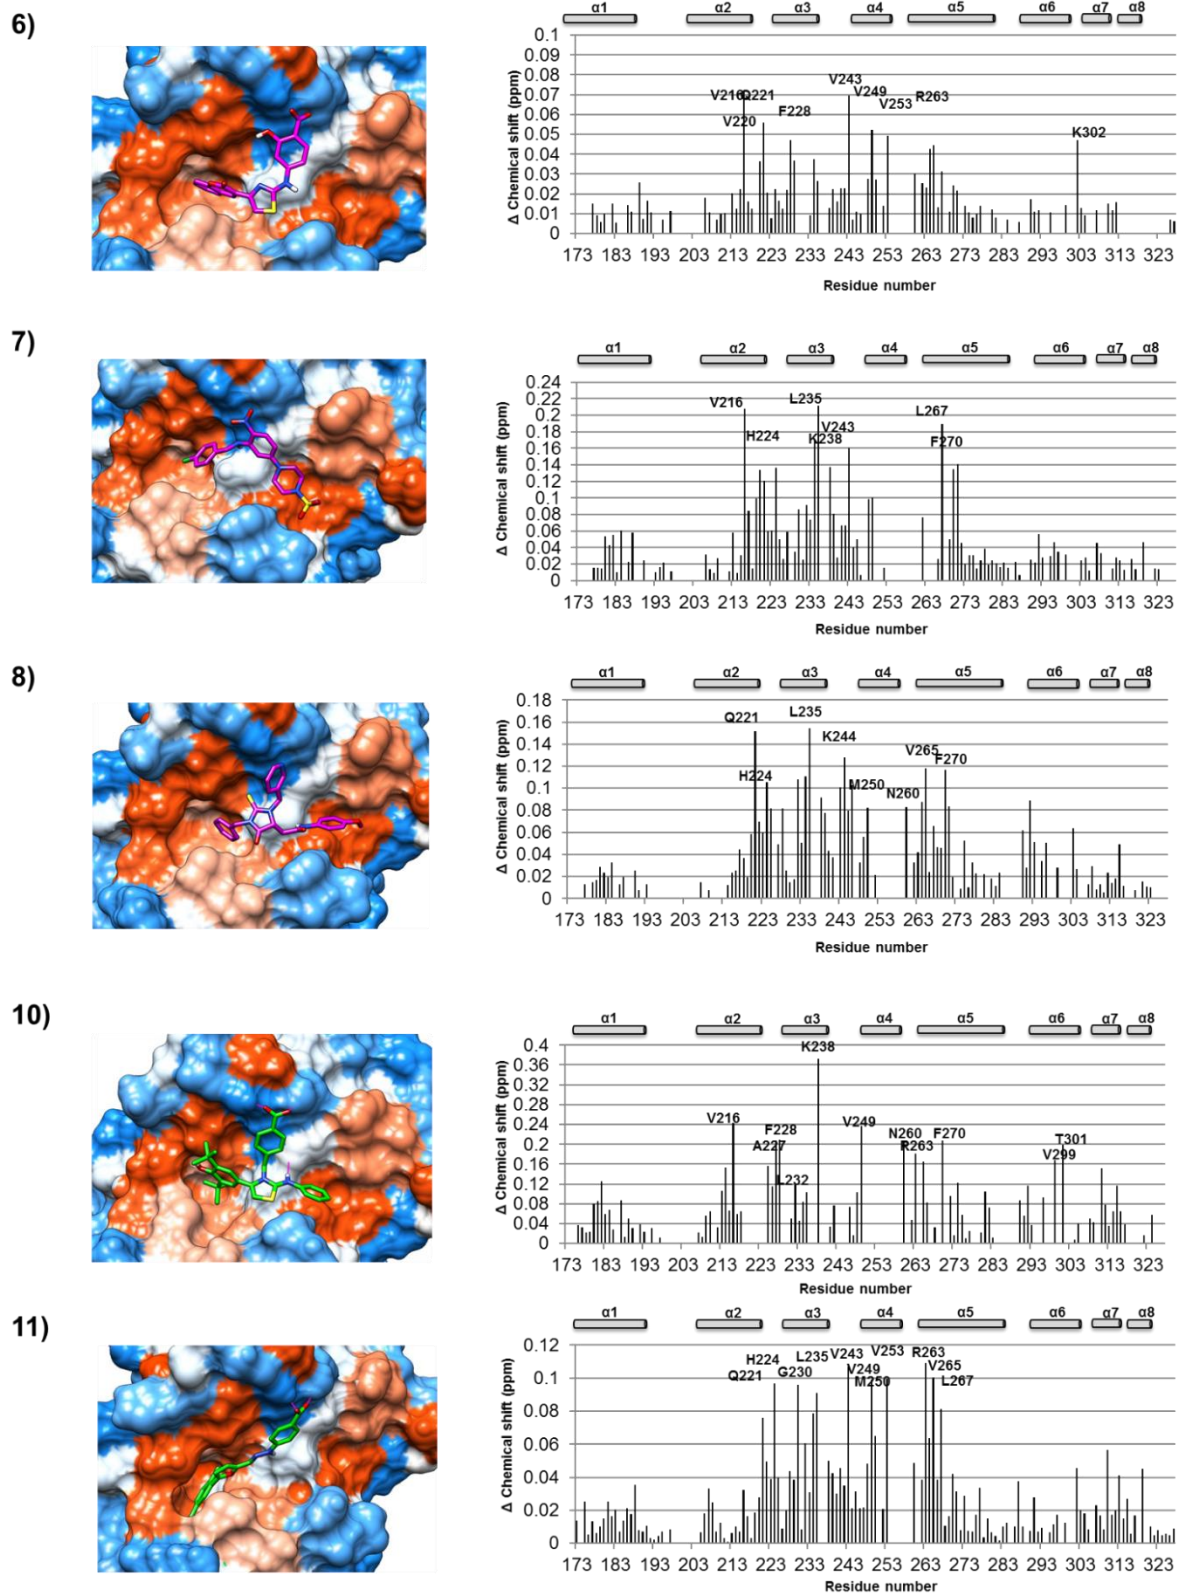 6)
α1 α2 α3 α4 α5 α6 α7 α8
Δ Chemical shift (ppm)
0.1
0.09
0.08
0.07
0.06
0.05
0.04
0.03
0.02
0.01
0
V216 Q221 V243
V220 F228 V249 V253 R263
K302
173 183 193 203 213 223 233 243 253 263 273 283 293 303 313 323
Residue number
7)
α1 α2 α3 α4 α5 α6 α7 α8
Δ Chemical shift (ppm)
0.24
0.2
0.16
0.14
0.1
0.08
0.06
0.04
0.02
0
V216 L235 L267
H224 K238 V243 F270
173 183 193 203 213 223 233 243 253 263 273 283 293 303 313 323
Residue number
8)
α1 α2 α3 α4 α5 α6 α7 α8
Δ Chemical shift (ppm)
0.18
0.16
0.14
0.12
0.1
0.08
0.06
0.04
0.02
0
Q221 L235
K244 V265
H224 M250 N260 F270
173 183 193 203 213 223 233 243 253 263 273 283 293 303 313 323
Residue number
10)
α1 α2 α3 α4 α5 α6 α7 α8
Δ Chemical shift (ppm)
0.4
0.36
0.32
0.28
0.24
0.2
0.16
0.12
0.08
0.04
0
K238
V216 F228 V249
A227 N260 F270 T301
L232 R263 V299
173 183 193 203 213 223 233 243 253 263 273 283 293 303 313 323
Residue number
11)
α1 α2 α3 α4 α5 α6 α7 α8
Δ Chemical shift (ppm)
0.12
0.1
0.08
0.06
0.04
0.02
0
H224 L235 V243 V253 R263
Q221 G230 V249 V265
M250 L267
173 183 193 203 213 223 233 243 253 263 273 283 293 303 313 323
Residue number